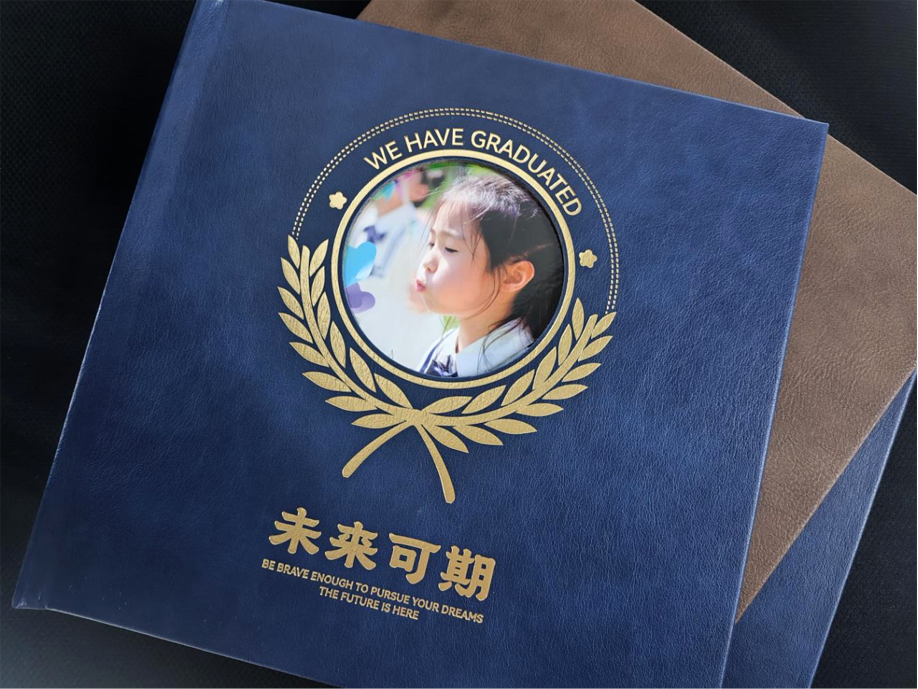 WE HAVE GRADUATED
未来可期
BE BRAVE ENOUGH TO PURSUE YOUR DREAMS
THE FUTURE IS HERE